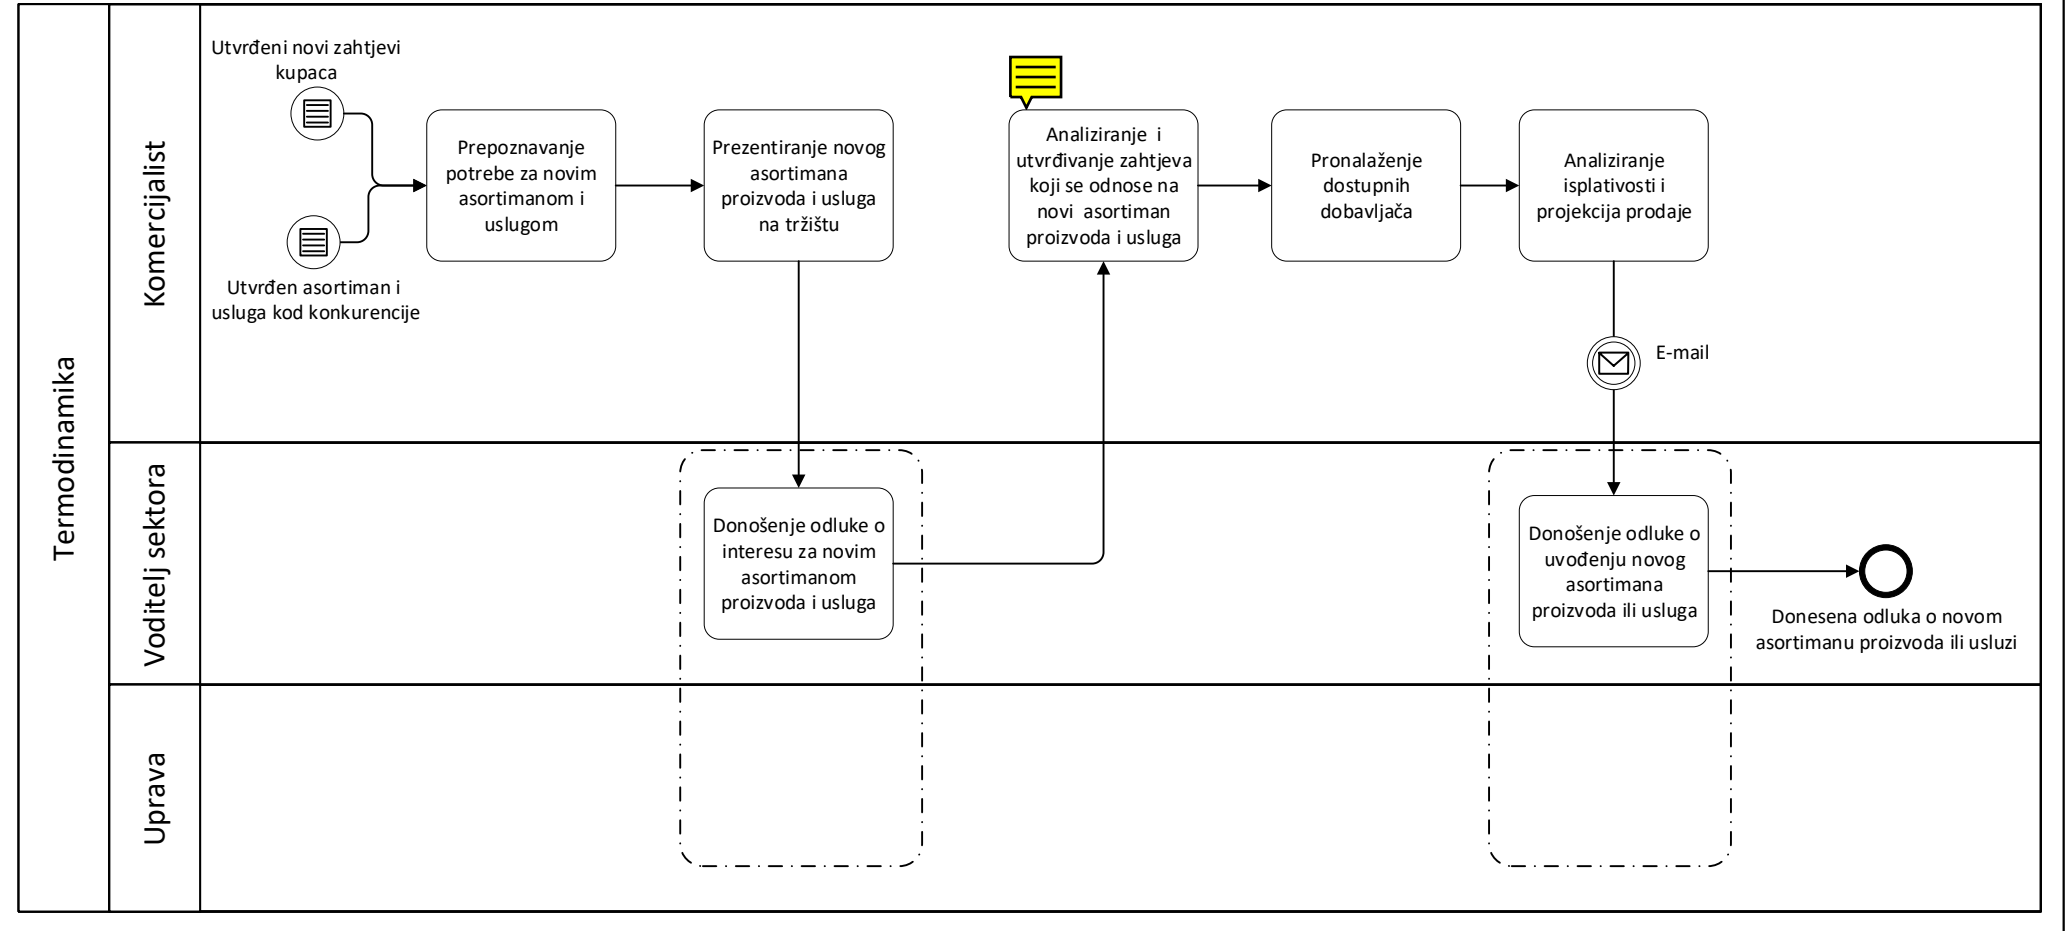 Termodinamika
Komercijalist
Utvrđeni novi zahtjevi
kupaca
Utvrđen asortiman i
usluga kod konkurencije
Prepoznavanje
potrebe za novim
asortimanom i
uslugom
Prezentiranje novog
asortimana
proizvoda i usluga
na tržištu
Analiziranje i
utvrđivanje zahtjeva
koji se odnose na
novi asortiman
proizvoda i usluga
Pronalaženje
dostupnih
dobavljača
Analiziranje
isplativosti i
projekcija prodaje
E-mail
Voditelj sektora
Donošenje odluke o
interesu za novim
asortimanom
proizvoda i usluga
Donošenje odluke o
uvođenju novog
asortimana
proizvoda ili usluga
Donesena odluka o novom
asortimanu proizvoda ili usluzi
Uprava